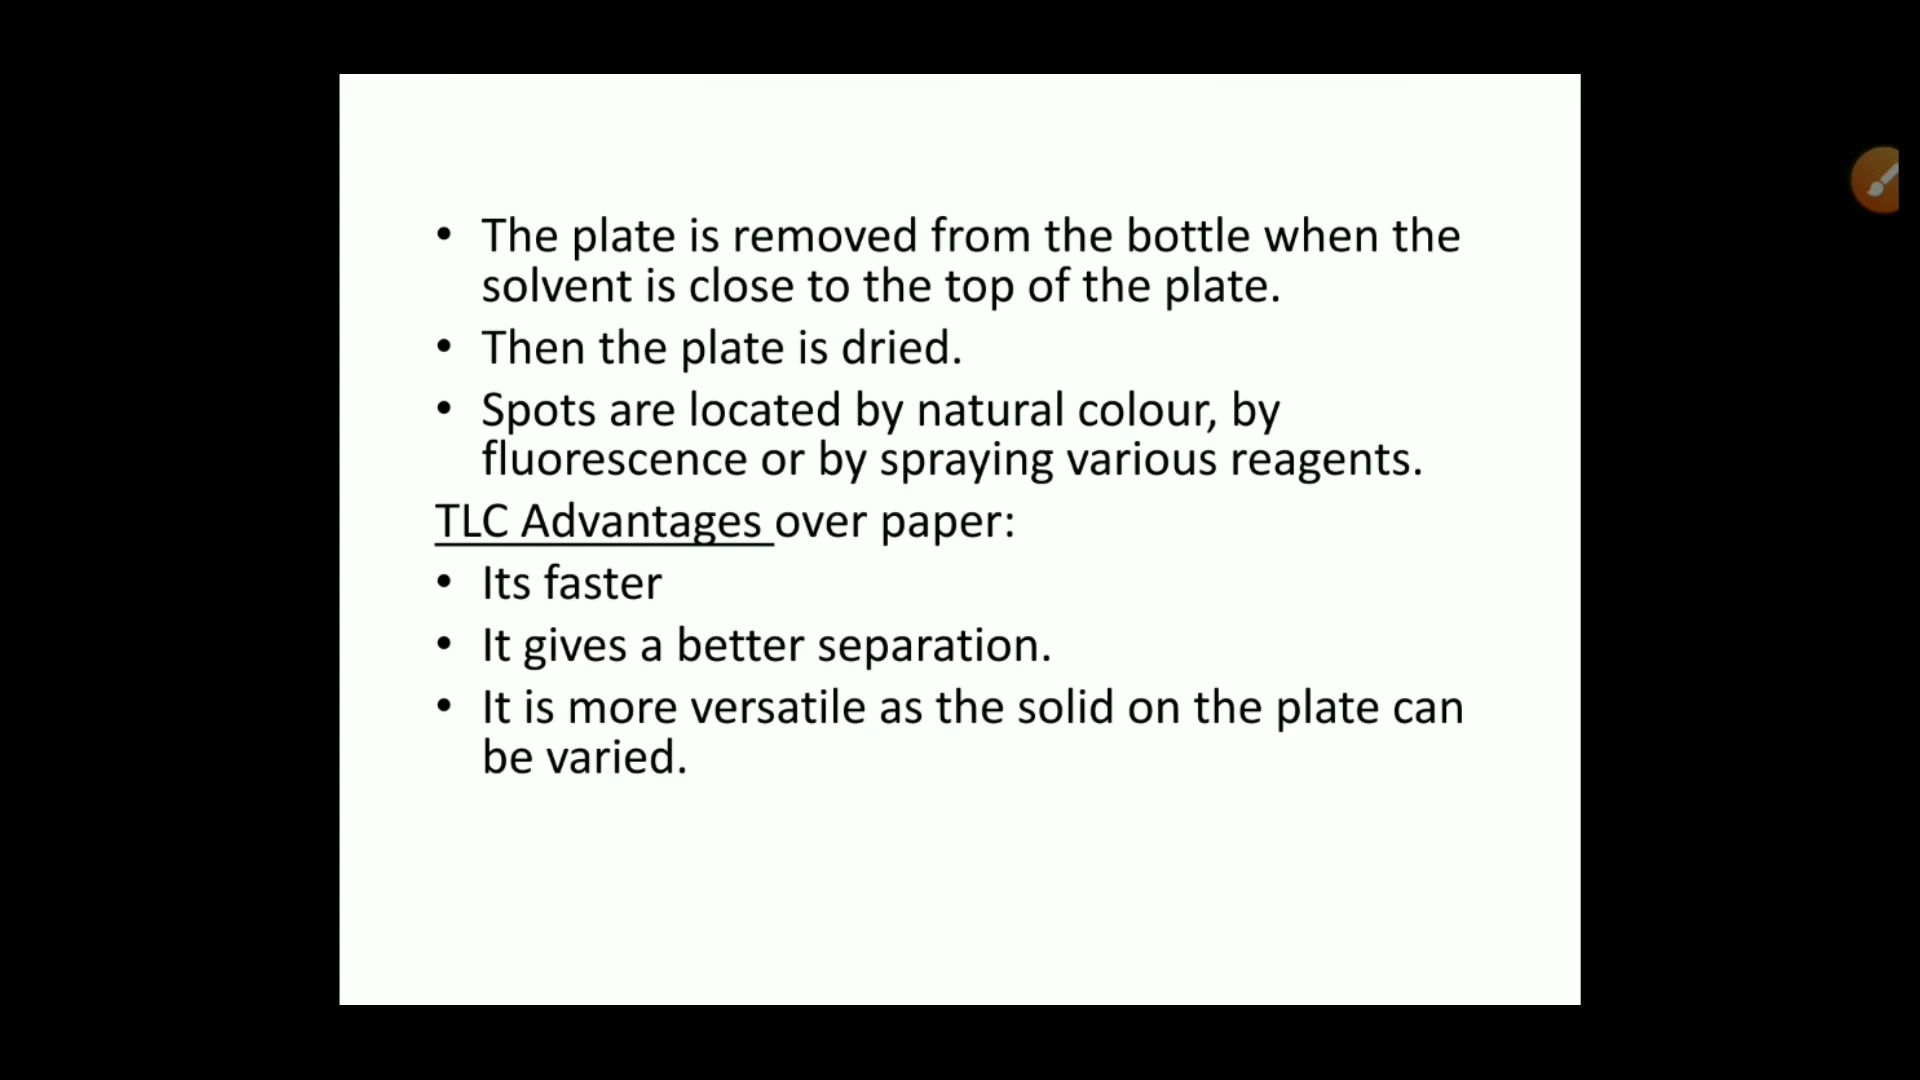 • The plate is removed from the bottle when the
solvent is close to the top of the plate.
• Then the plate is dried.
• Spots are located by natural colour, by
fluorescence or by spraying various reagents.
TLC Advantages over paper:
• Its faster
• It gives a better separation.
• It is more versatile as the solid on the plate can
be varied.